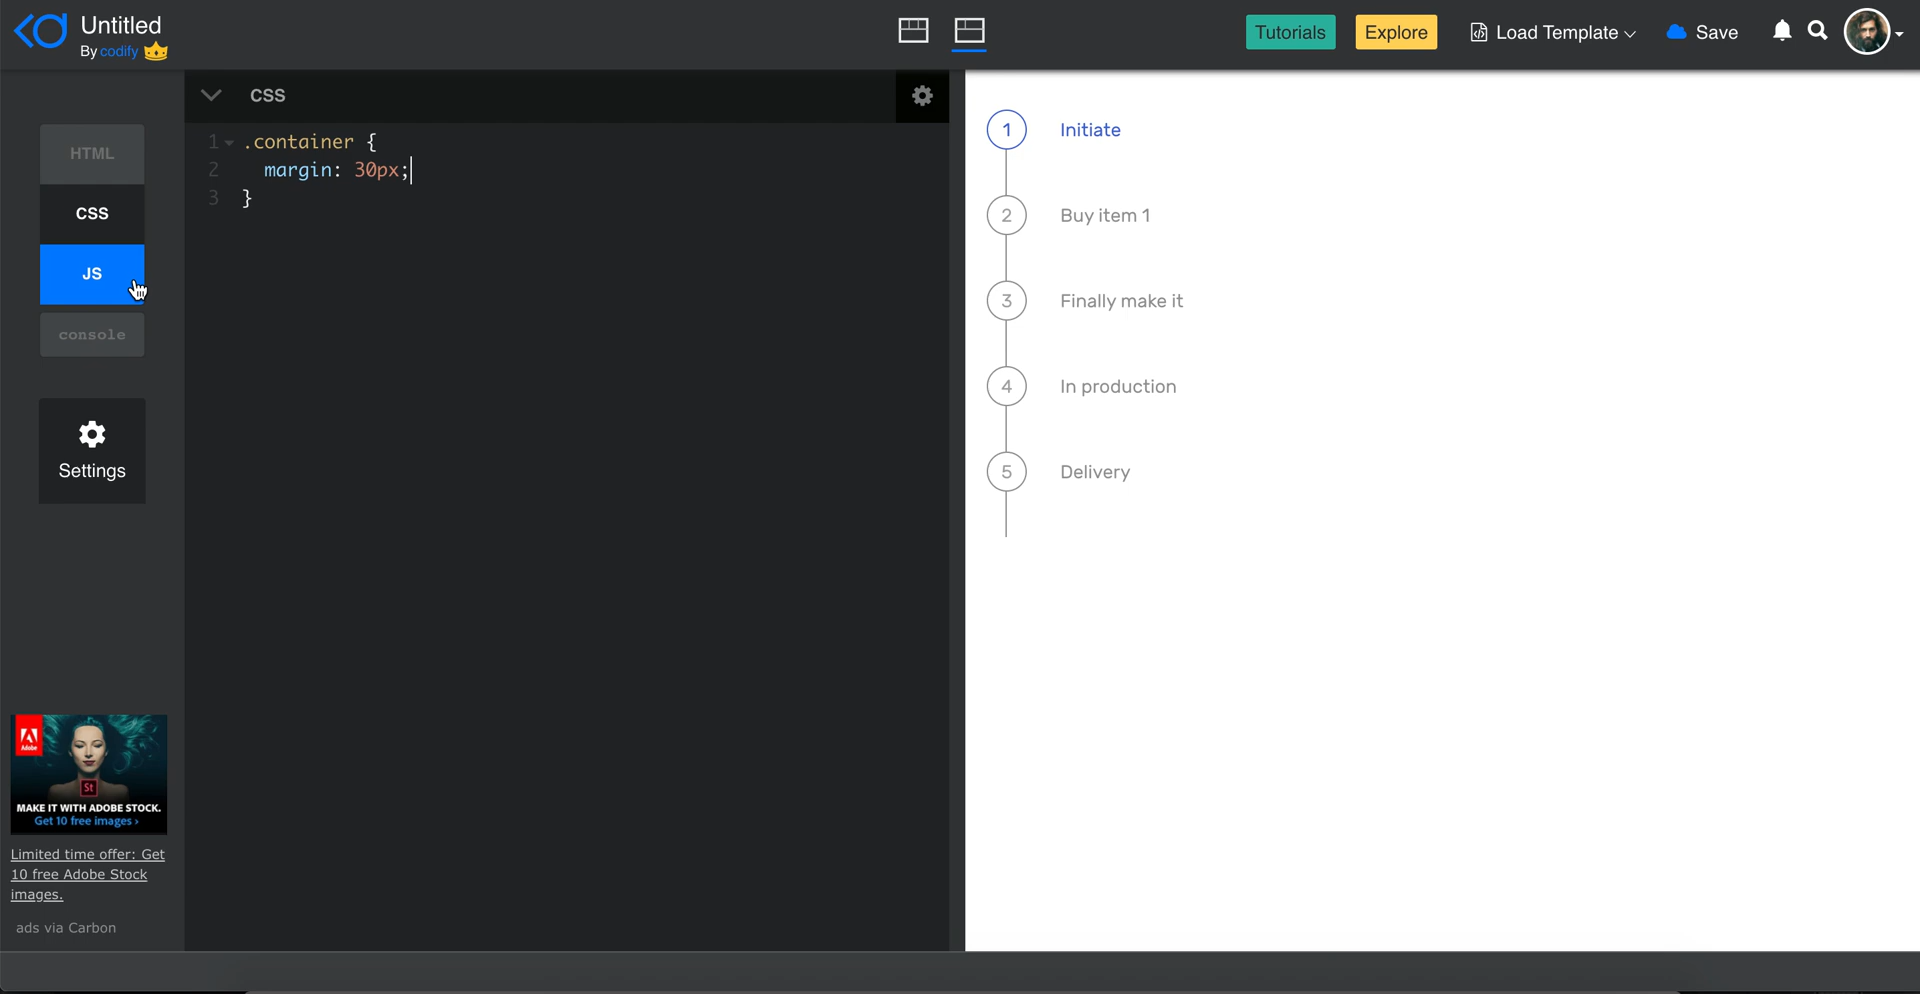 Untitled
By codify
Tutorials
Explore
Load Template
Save
HTML
CSS
JS
console
Settings
Adobe
St
MAKE IT WITH ADOBE STOCK.
Get 10 free images ›
Limited time offer: Get
10 free Adobe Stock
images.
ads via Carbon
CSS
1 .container {
2 margin: 30px;
3 }
1 Initiate
2 Buy item 1
3 Finally make it
4 In production
5 Delivery